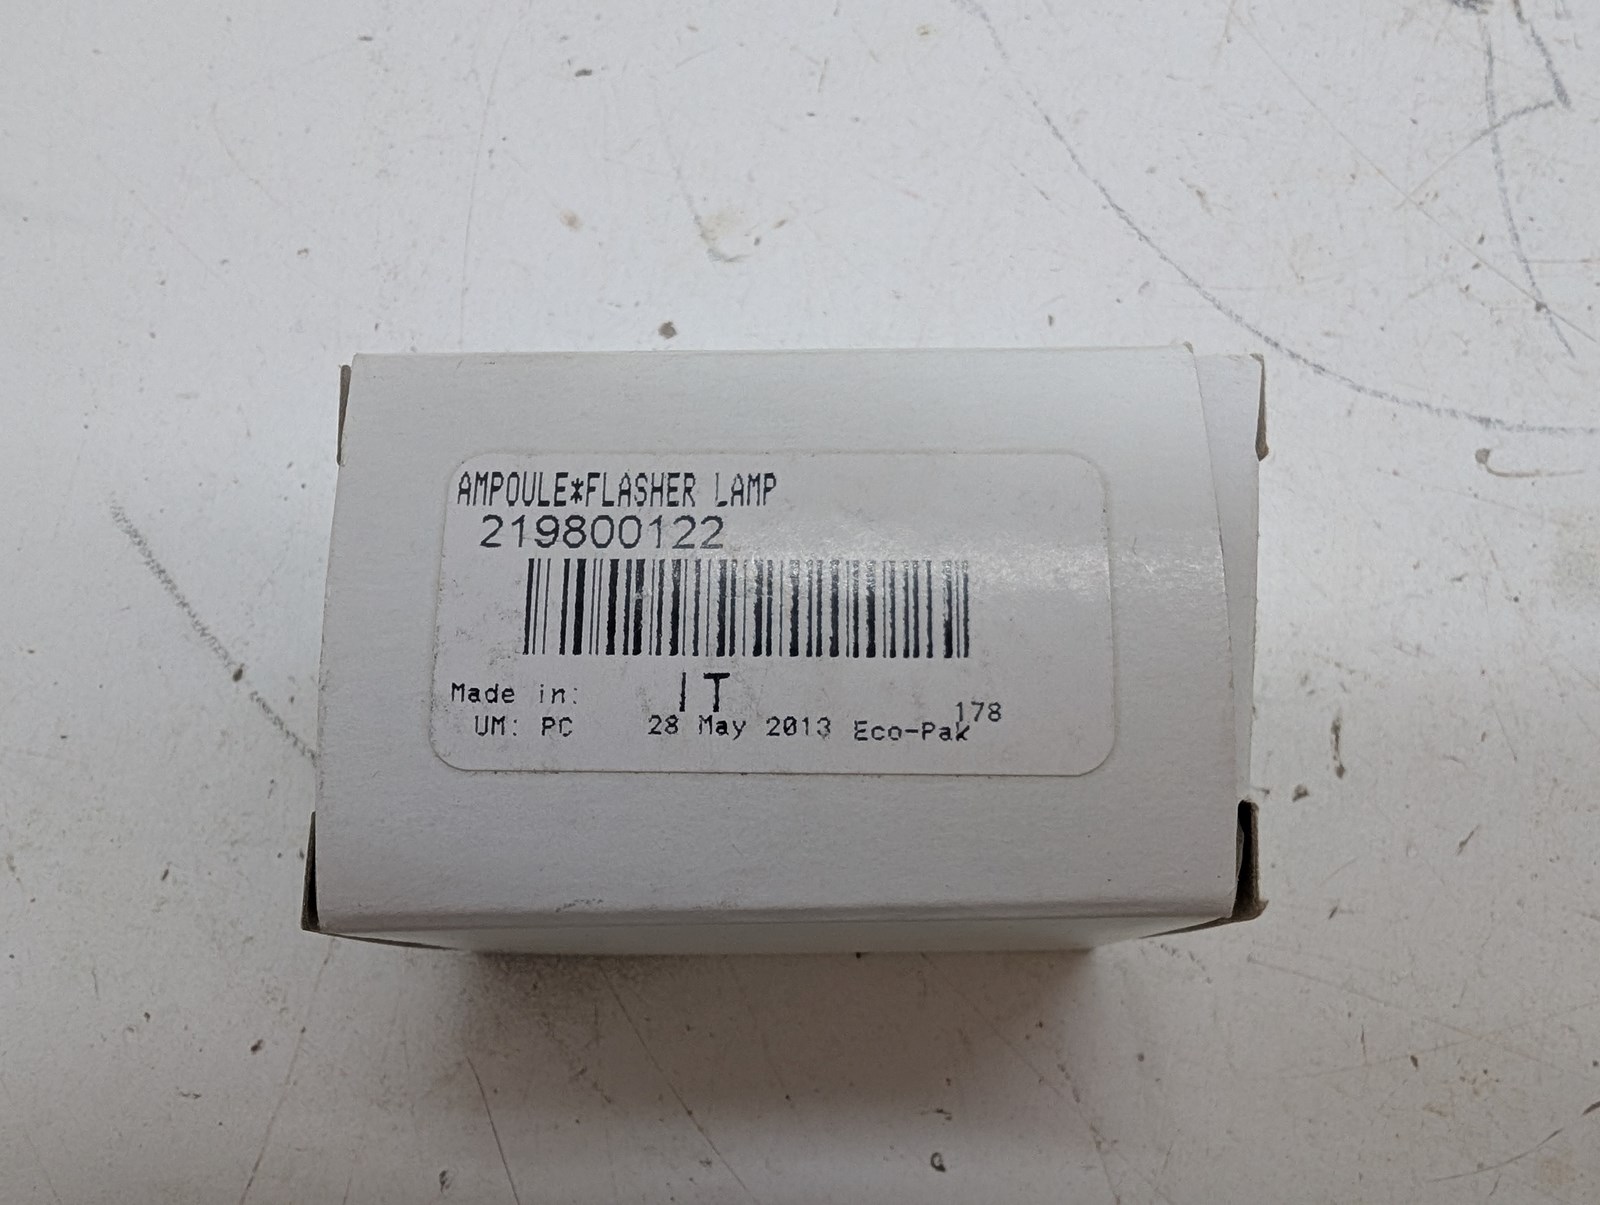 AMPOULE*FLASHER LAMP
219800122
Made in: IT
UM: PC 28 May 2013 Eco-Pak 178